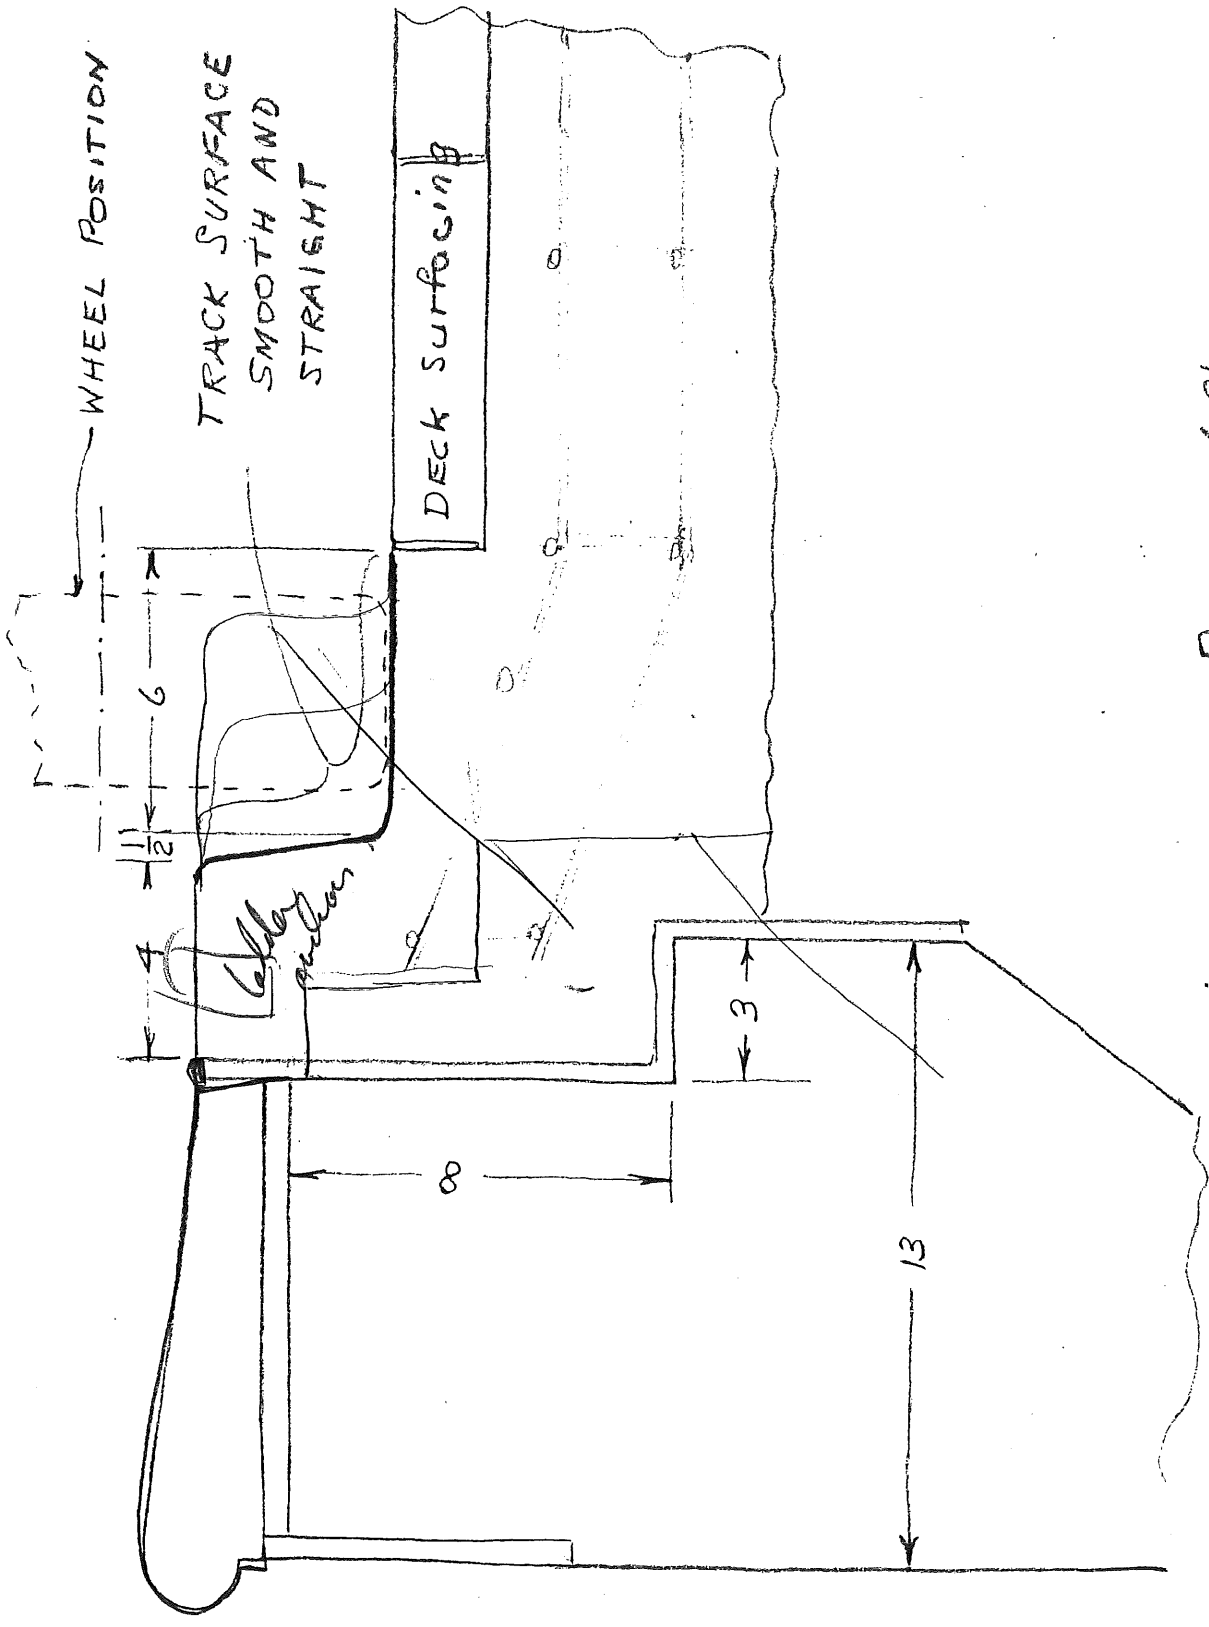 WHEEL POSITION
TRACK SURFACE
SMOOTH AND
STRAIGHT
DECK Surfacing
6
1 1/2
4
8
3
13